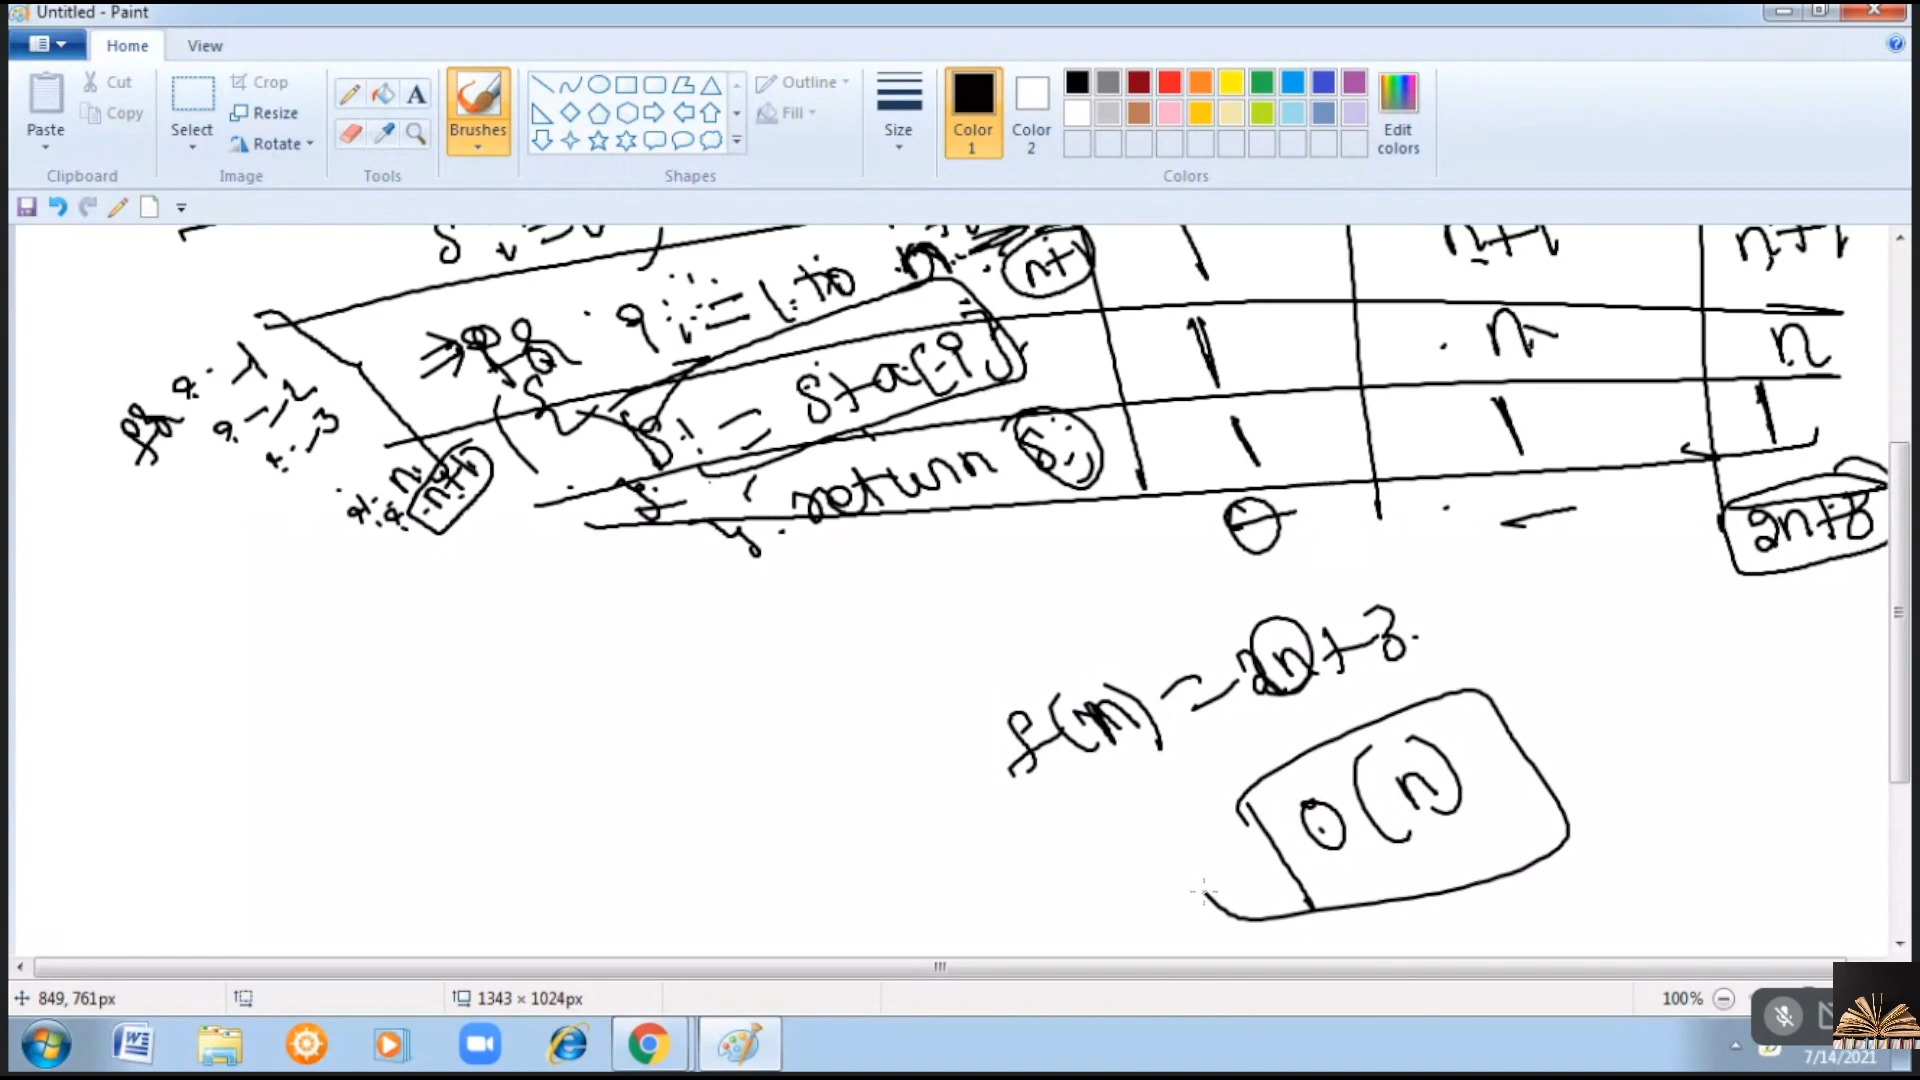 Untitled - Paint
Home View
Cut
Copy
Paste
Crop
Resize
Rotate
Select
Outline
Fill
Brushes
Size
Color 1
Color 2
Edit colors
Clipboard Image Tools Shapes Colors
n+1 n+1
i := 1 to n n+1
n n
S := S + a[i]
1 1
return S;
2n+3
f(n) = 2n+3
O(n)
849, 761px 1343 × 1024px 100%
7/14/2021